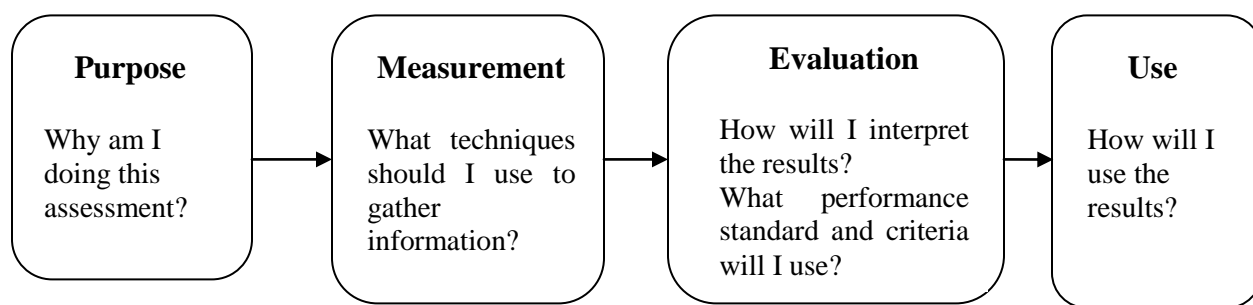 Purpose
Why am I
doing this
assessment?
Measurement
What techniques
should I use to
gather
information?
Evaluation
How will I interpret
the results?
What performance
standard and criteria
will I use?
Use
How will I
use the
results?